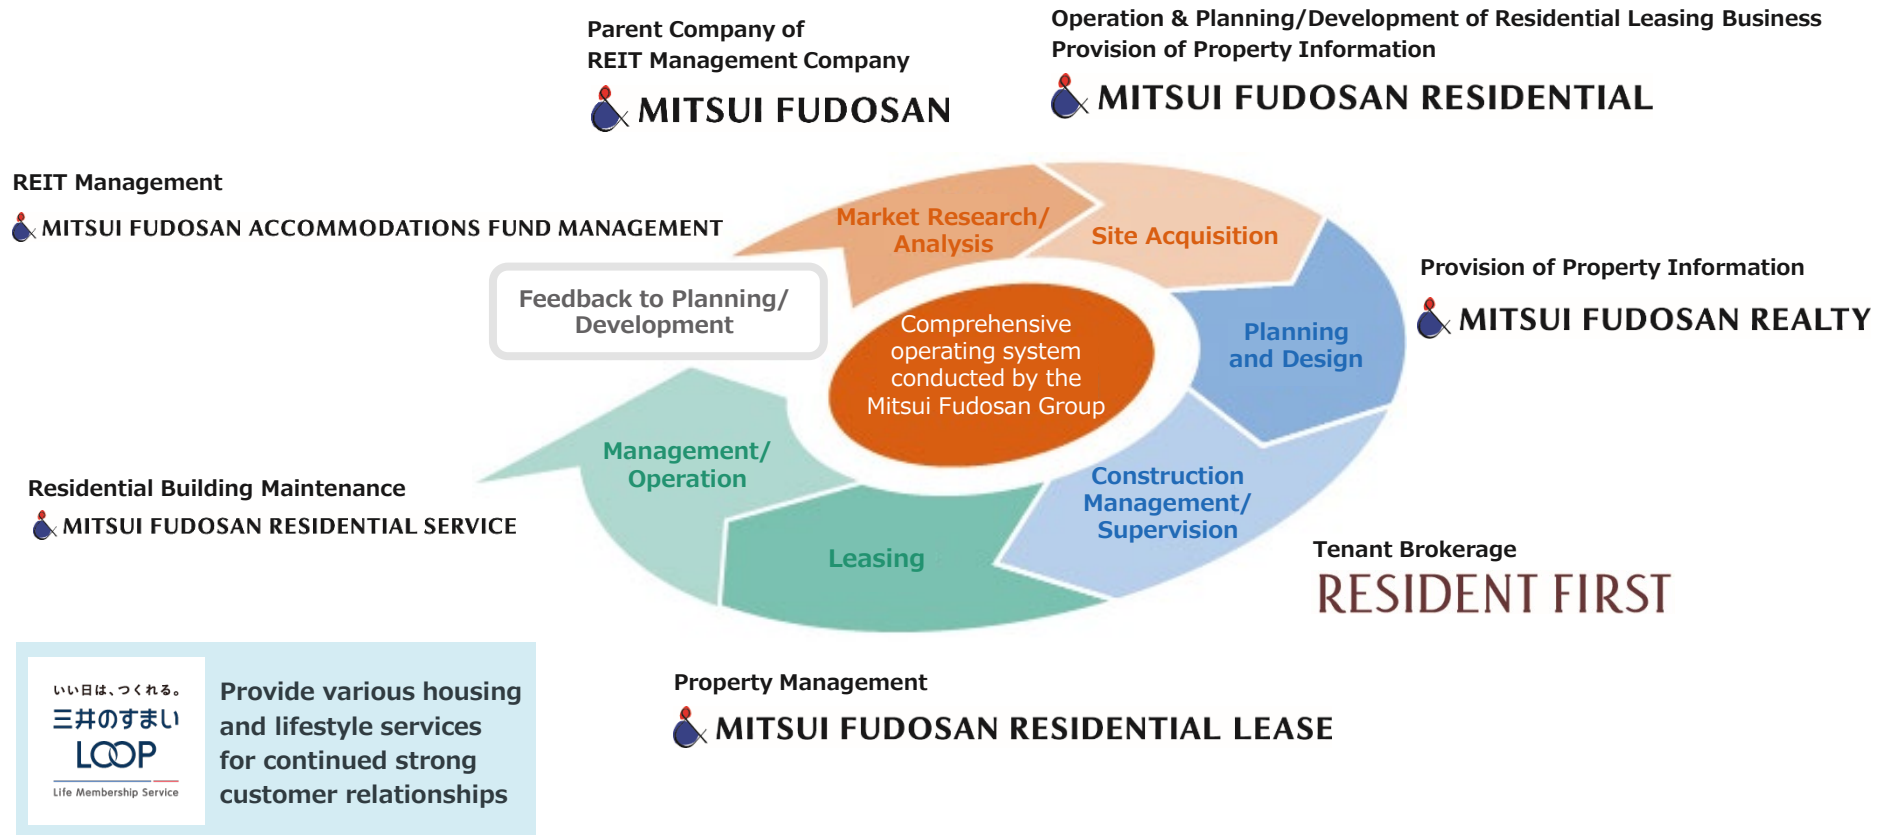 Parent Company of
REIT Management Company
MITSUI FUDOSAN
Operation & Planning/Development of Residential Leasing Business
Provision of Property Information
MITSUI FUDOSAN RESIDENTIAL
REIT Management
MITSUI FUDOSAN ACCOMMODATIONS FUND MANAGEMENT
Market Research/
Analysis
Site Acquisition
Provision of Property Information
MITSUI FUDOSAN REALTY
Feedback to Planning/
Development
Comprehensive
operating system
conducted by the
Mitsui Fudosan Group
Planning
and Design
Management/
Operation
Construction
Management/
Supervision
Residential Building Maintenance
MITSUI FUDOSAN RESIDENTIAL SERVICE
Leasing
Tenant Brokerage
RESIDENT FIRST
Property Management
MITSUI FUDOSAN RESIDENTIAL LEASE
いい日は、つくれる。
三井のすまい
LOOP
Life Membership Service
Provide various housing
and lifestyle services
for continued strong
customer relationships